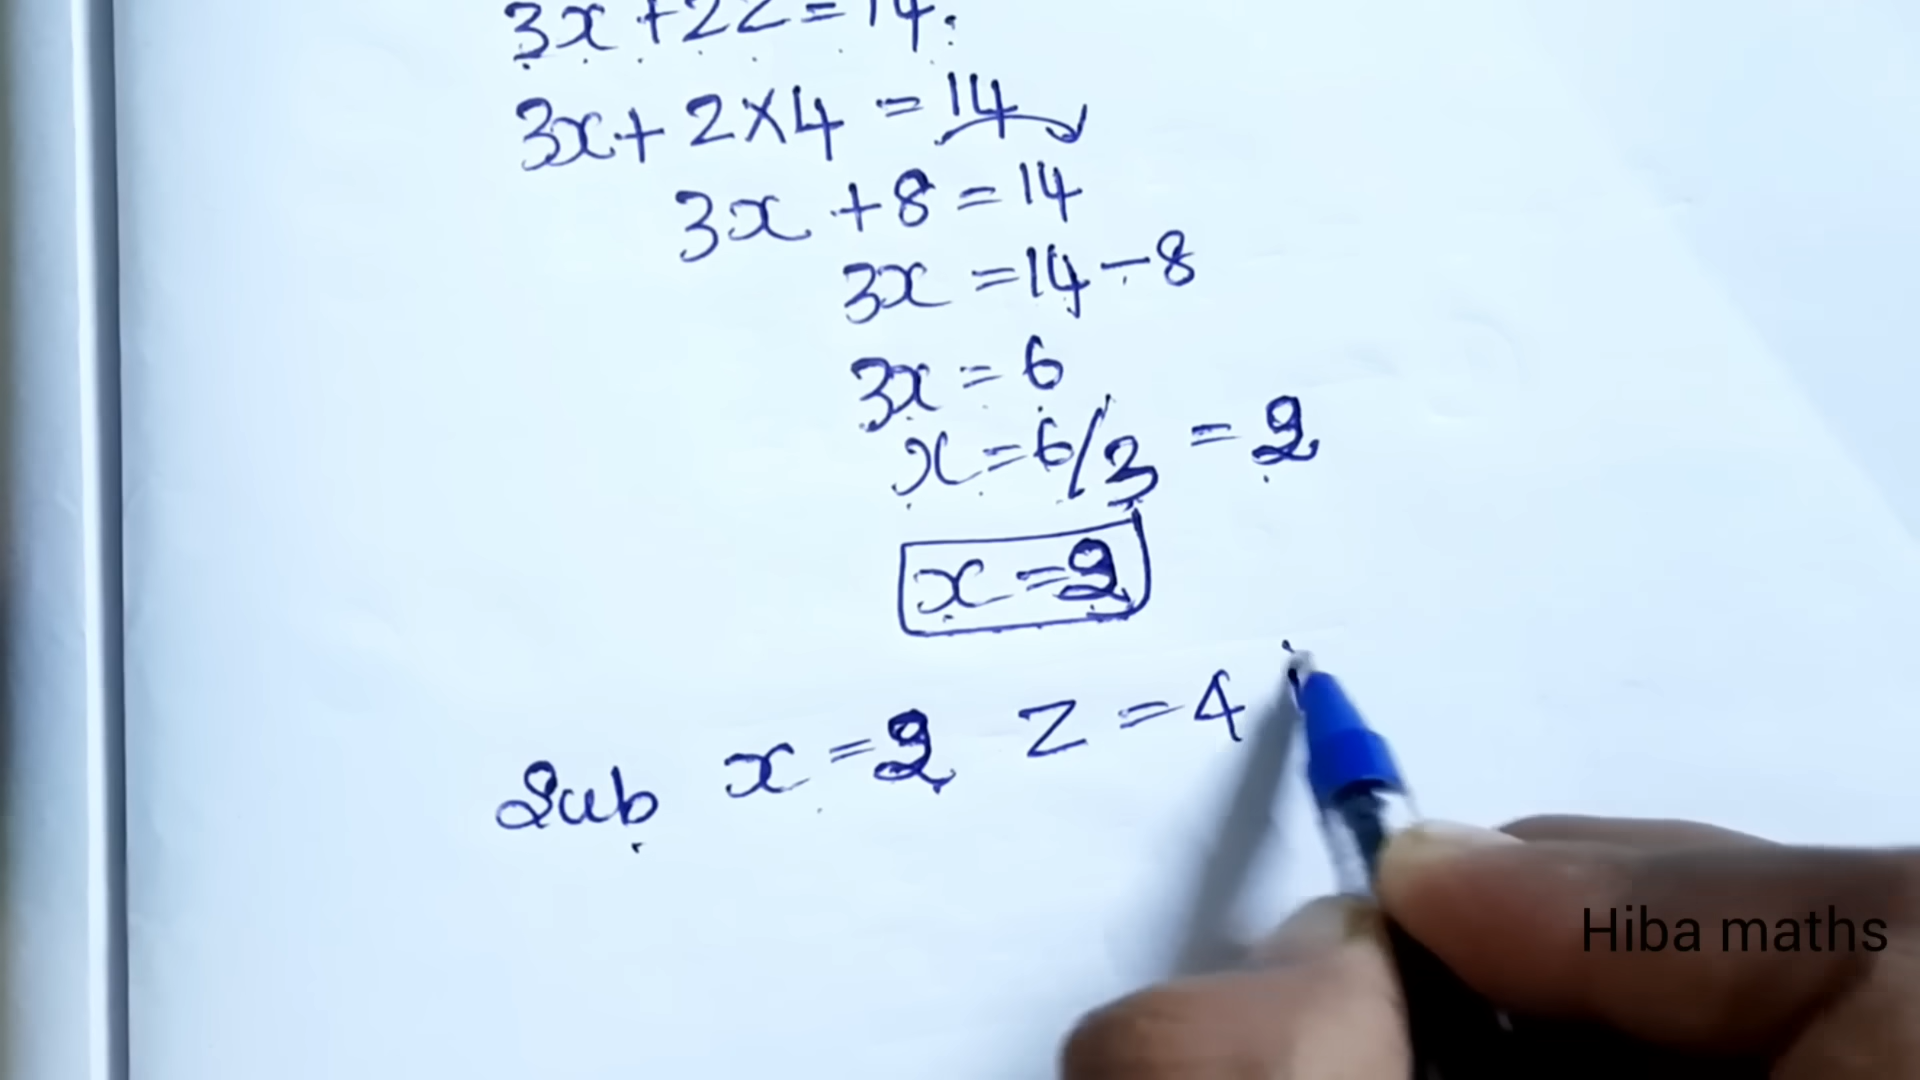 3x + 2z = 14.
3x + 2×4 = 14
3x + 8 = 14
3x = 14 - 8
3x = 6
x = 6/3 = 2
x = 2
Sub x = 2 z = 4
Hiba maths